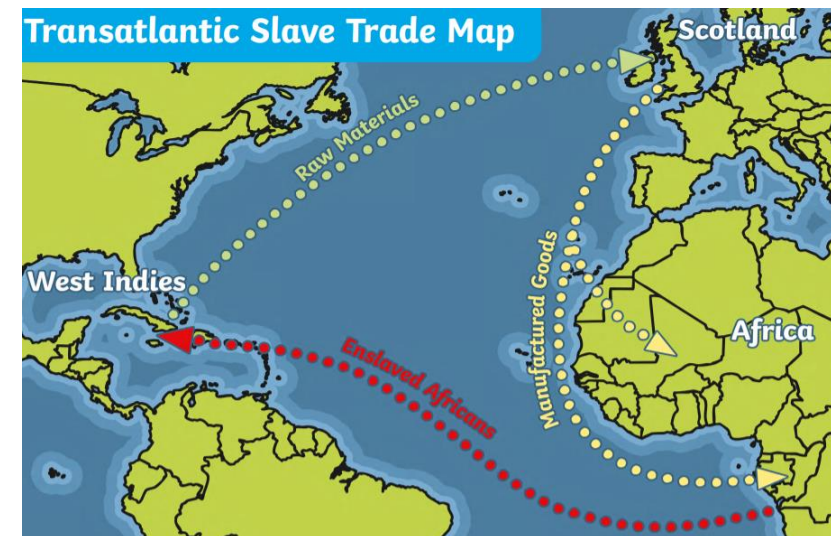 Transatlantic Slave Trade Map
Scotland
Raw Materials
West Indies
Manufactured Goods
Africa
Enslaved Africans